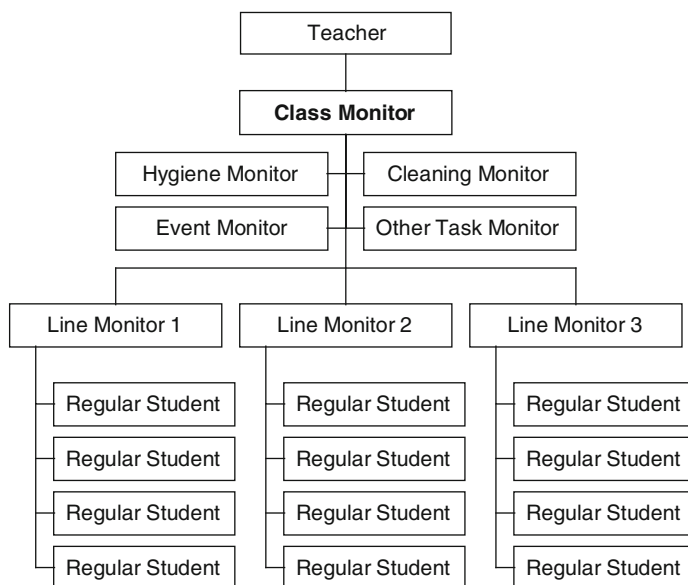 Teacher
Class Monitor
Hygiene Monitor
Cleaning Monitor
Event Monitor
Other Task Monitor
Line Monitor 1
Line Monitor 2
Line Monitor 3
Regular Student
Regular Student
Regular Student
Regular Student
Regular Student
Regular Student
Regular Student
Regular Student
Regular Student
Regular Student
Regular Student
Regular Student